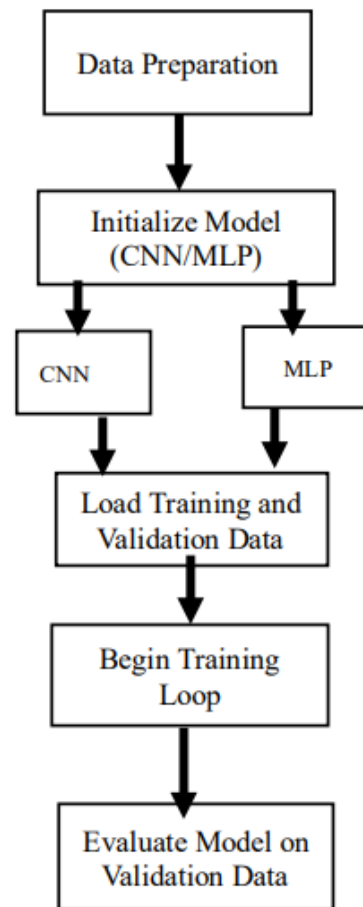 Data Preparation
Initialize Model
(CNN/MLP)
CNN
MLP
Load Training and
Validation Data
Begin Training
Loop
Evaluate Model on
Validation Data